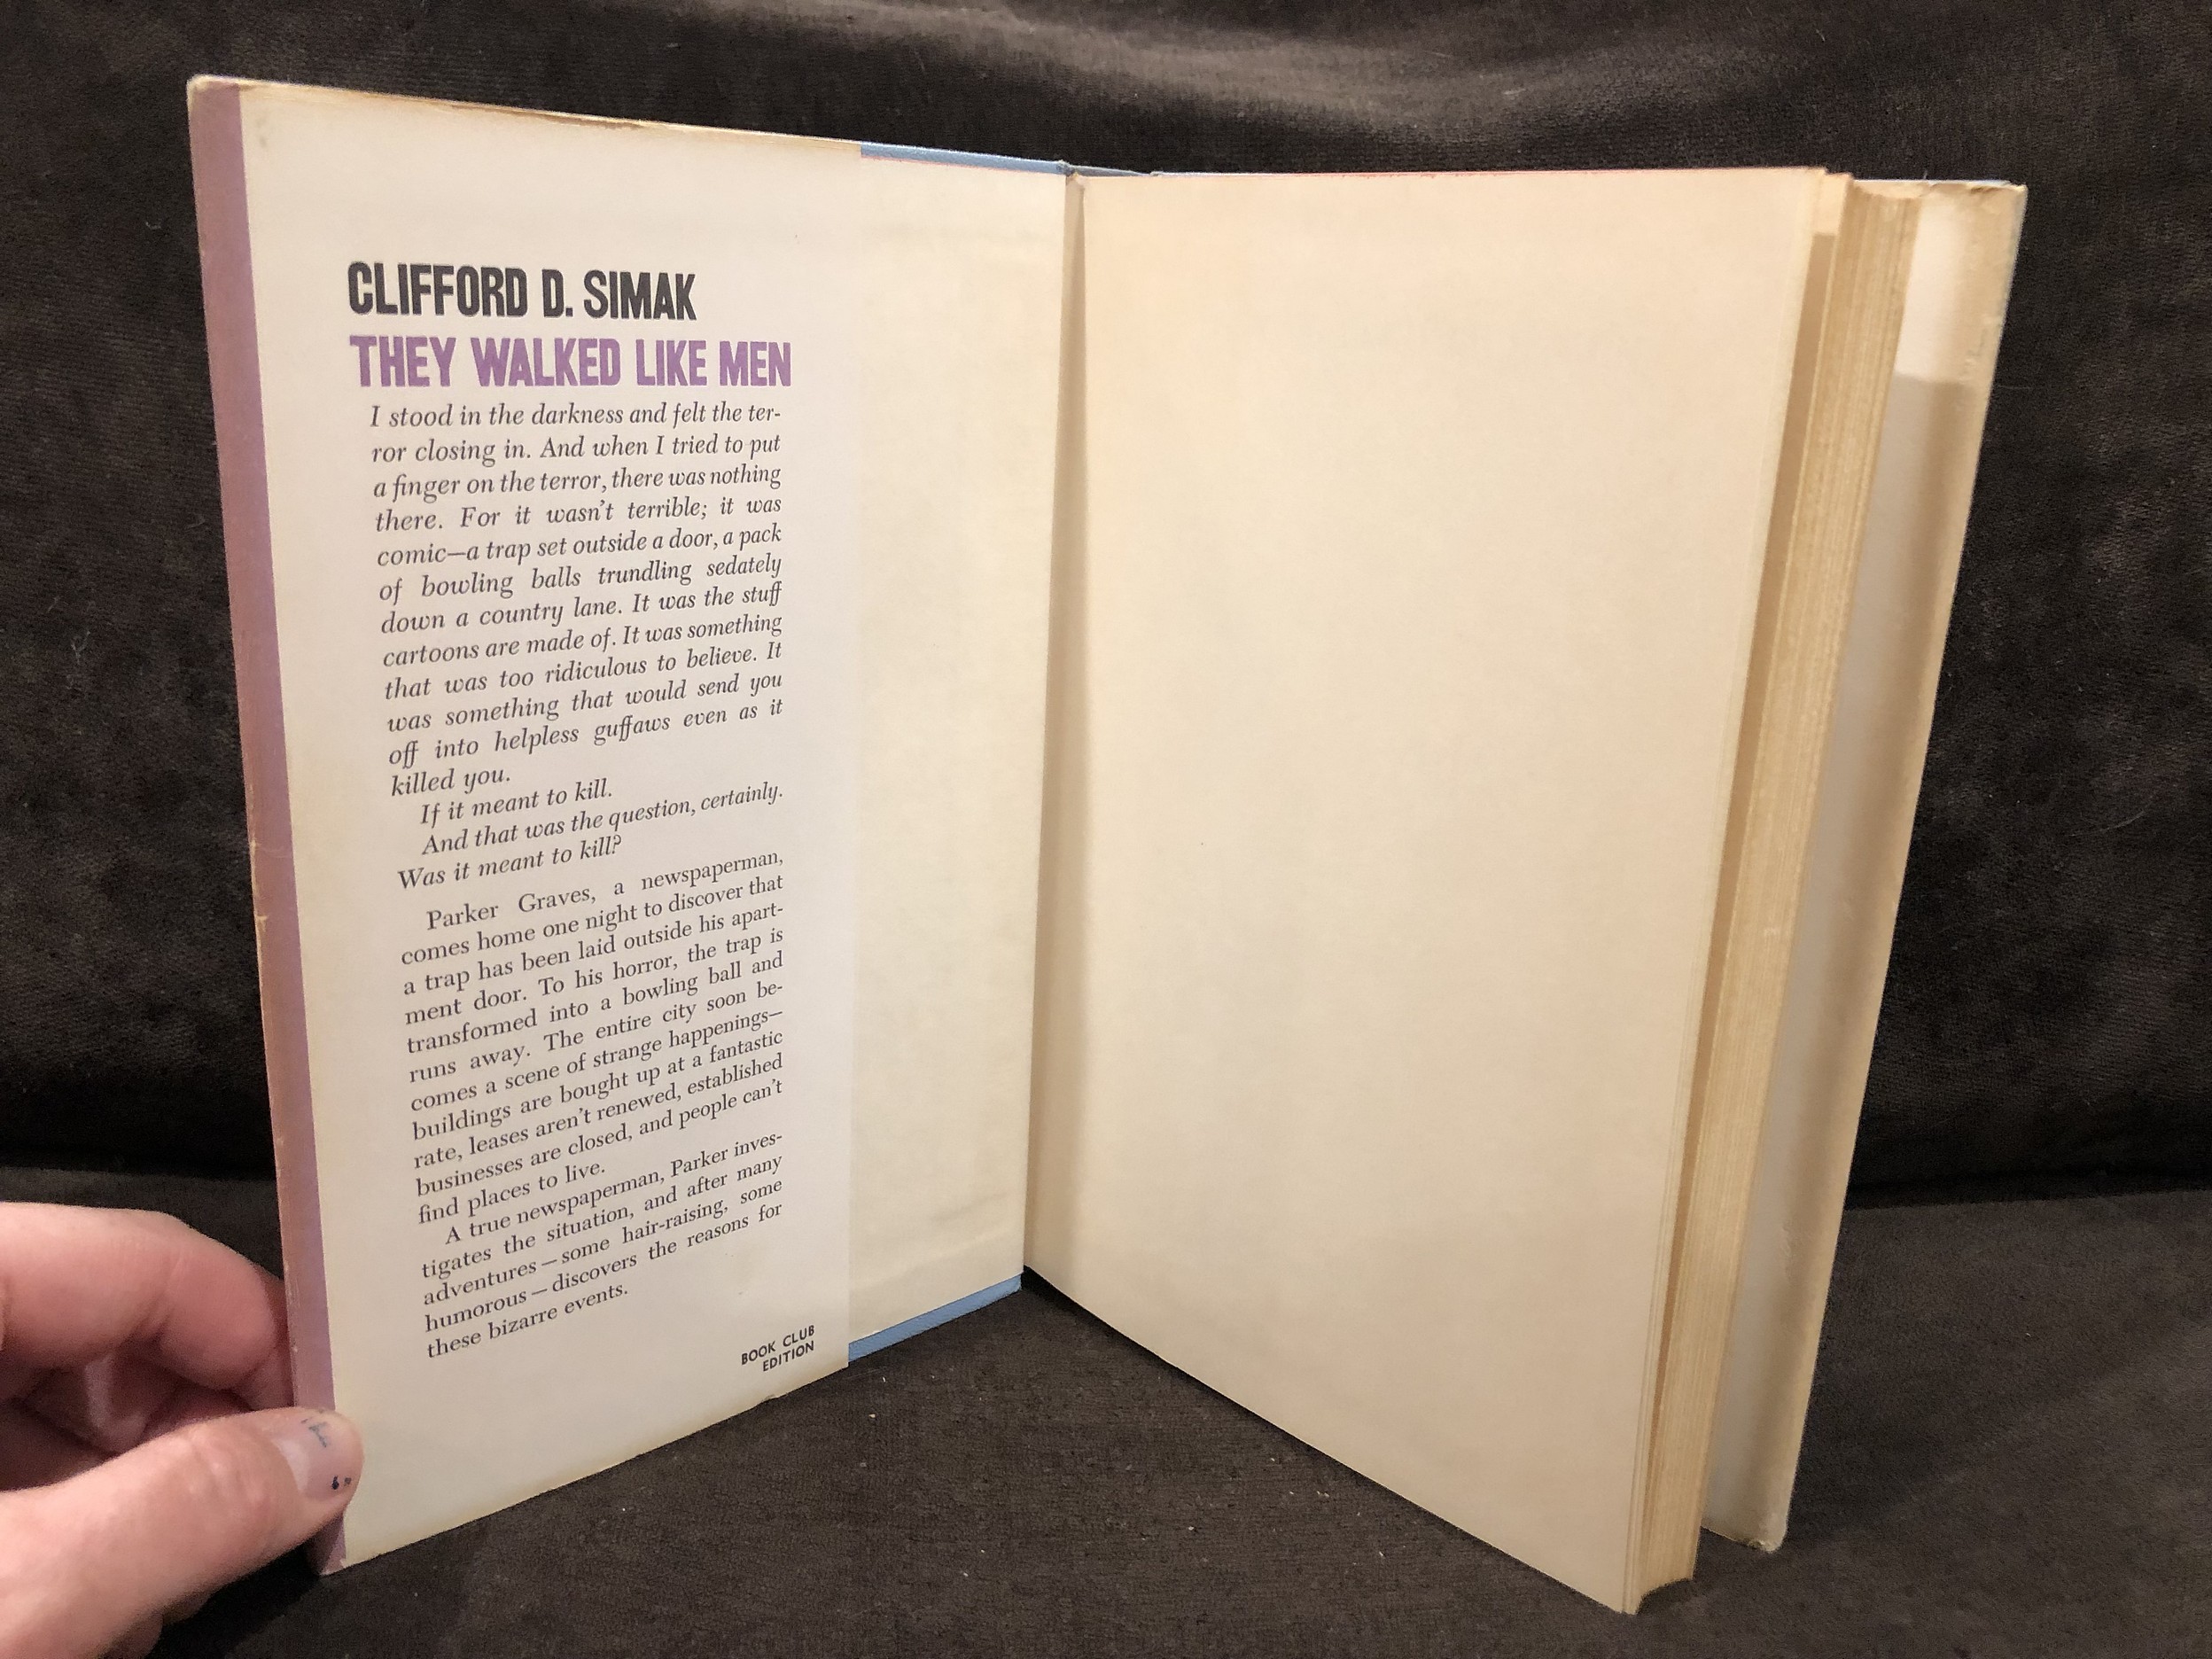 CLIFFORD D. SIMAK
THEY WALKED LIKE MEN
I stood in the darkness and felt the ter-
ror closing in. And when I tried to put
a finger on the terror, there was nothing
there. For it wasn't terrible; it was
comic—a trap set outside a door, a pack
of bowling balls trundling sedately
down a country lane. It was the stuff
cartoons are made of. It was something
that was too ridiculous to believe. It
was something that would send you
off into helpless guffaws even as it
killed you.
If it meant to kill.
And that was the question, certainly.
Was it meant to kill?
Parker Graves, a newspaperman,
comes home one night to discover that
a trap has been laid outside his apart-
ment door. To his horror, the trap is
transformed into a bowling ball and
runs away. The entire city soon be-
comes a scene of strange happenings—
buildings are bought up at a fantastic
rate, leases aren't renewed, established
businesses are closed, and people can't
find places to live.
A true newspaperman, Parker inves-
tigates the situation, and after many
adventures—some hair-raising, some
humorous—discovers the reasons for
these bizarre events.
BOOK CLUB
EDITION